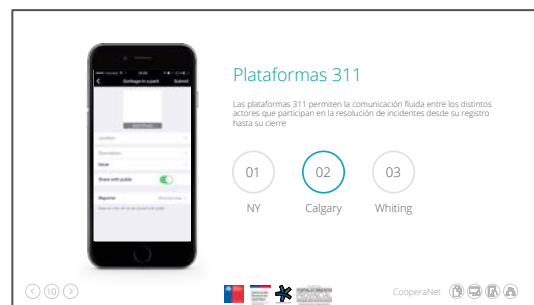 Garbage in a park
Submit
Location
Description
Issue
Share with public
Reporter
Plataformas 311
Las plataformas 311 permiten la comunicación fluida entre los distintos
actores que participan en la resolución de incidentes desde su registro
hasta su cierre
01
02
03
NY
Calgary
Whiting
10
CooperaNet